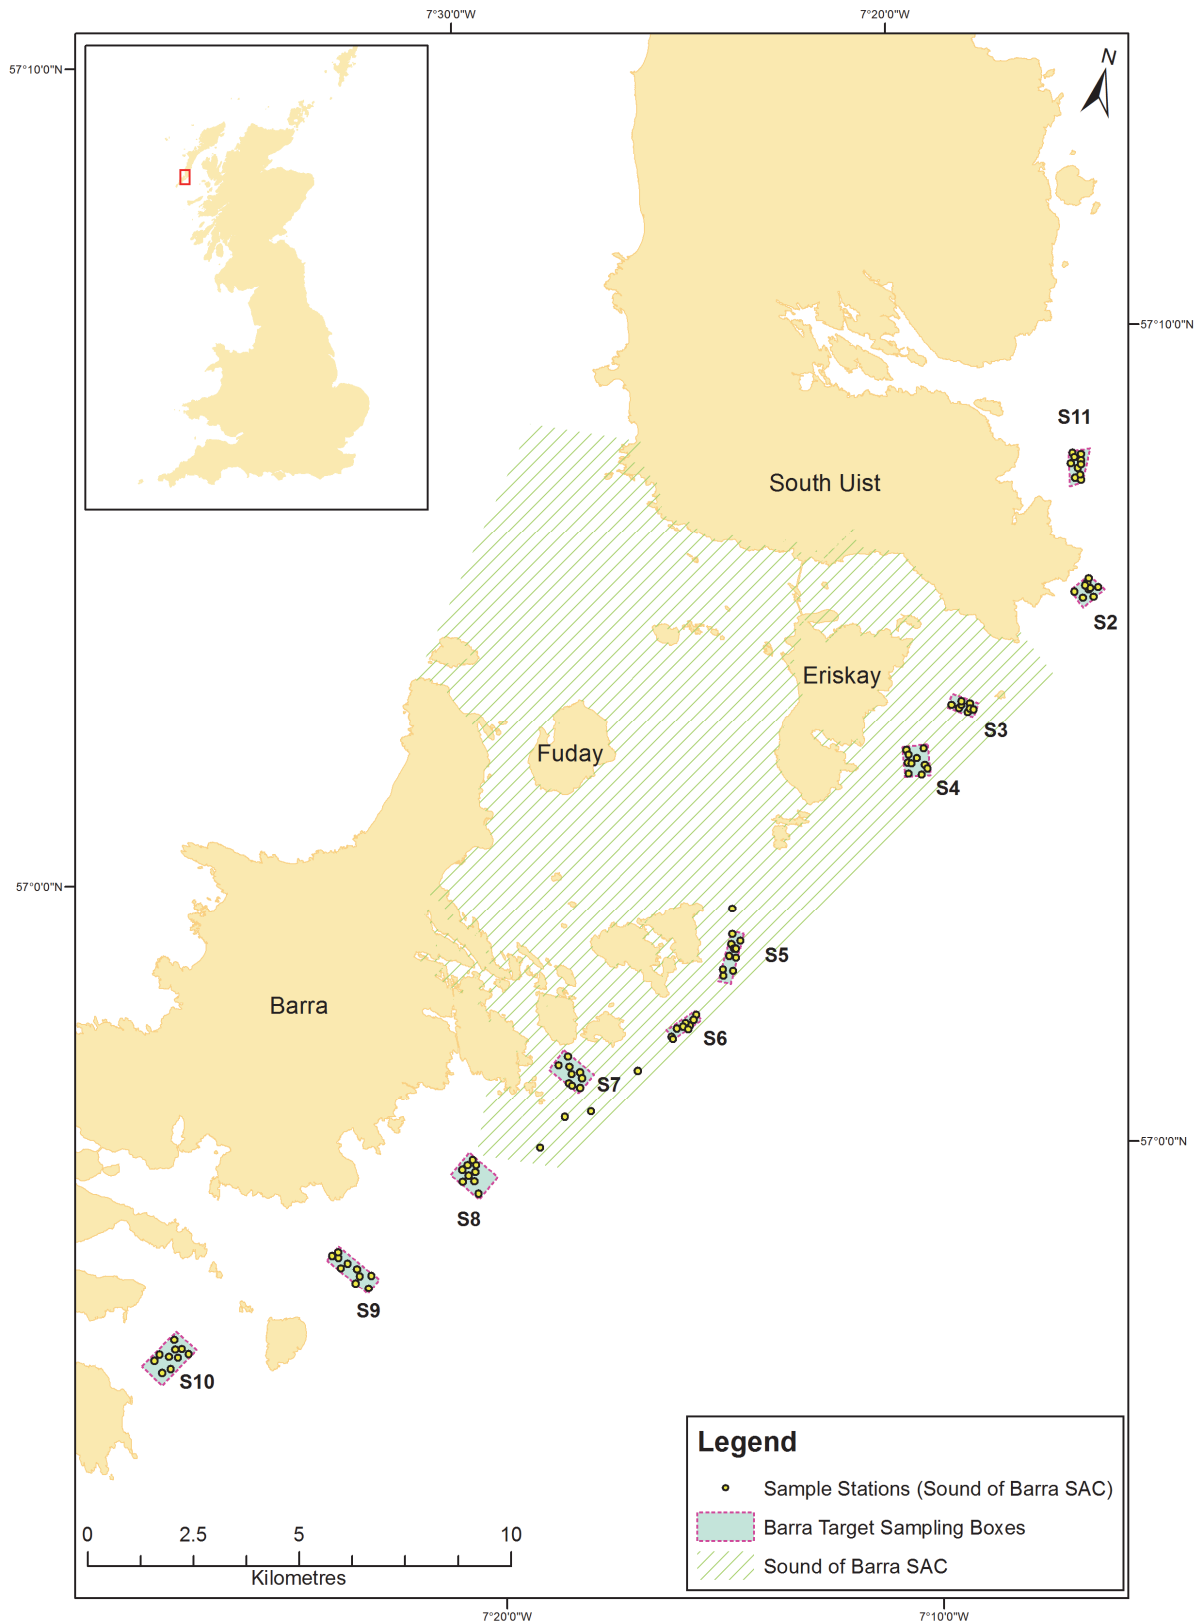 7°30'0"W
7°20'0"W
57°10'0"N
N
57°10'0"N
S11
South Uist
S2
Eriskay
S3
Fuday
S4
57°0'0"N
S5
Barra
S6
S7
57°0'0"N
S8
S9
S10
Legend
Sample Stations (Sound of Barra SAC)
Barra Target Sampling Boxes
Sound of Barra SAC
0 2.5 5 10
Kilometres
7°20'0"W
7°10'0"W